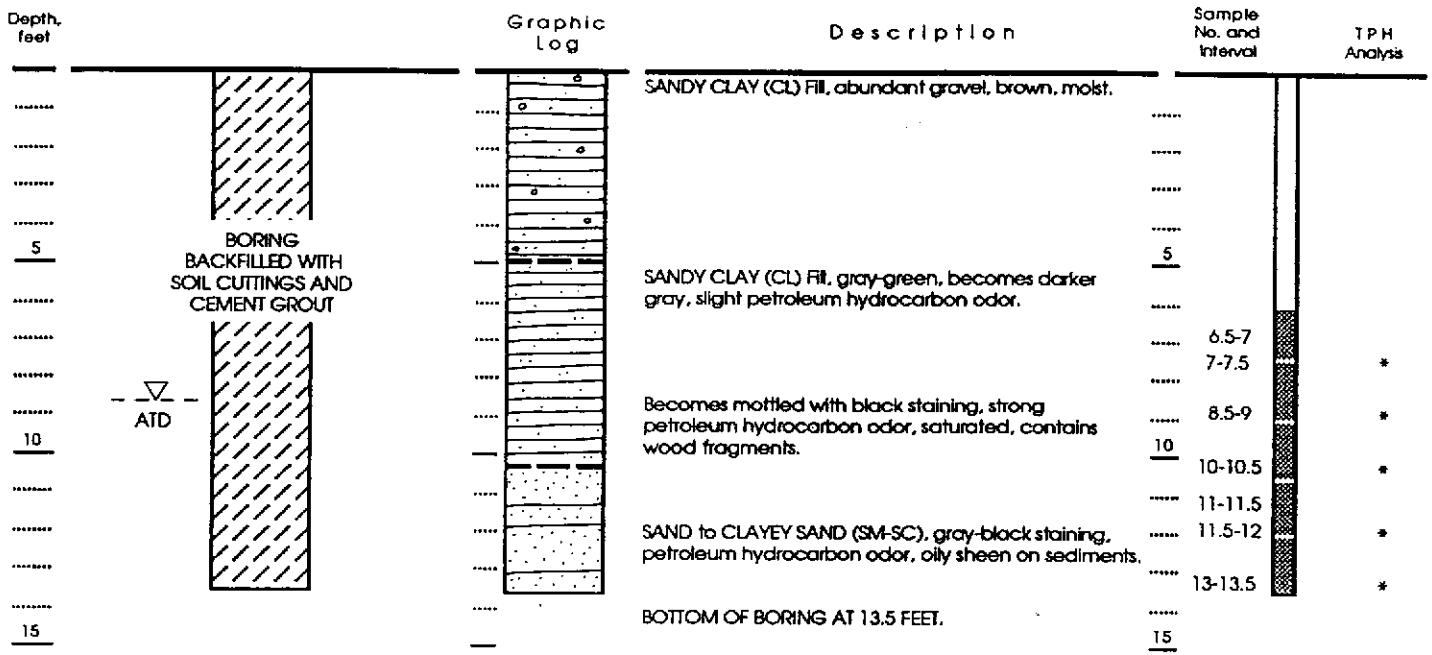 Depth, feet
Graphic Log
Description
Sample No. and Interval
TPH Analysis
SANDY CLAY (CL) Fill, abundant gravel, brown, moist.
5
BORING
BACKFILLED WITH
SOIL CUTTINGS AND
CEMENT GROUT
5
SANDY CLAY (CL) Fill, gray-green, becomes darker
gray, slight petroleum hydrocarbon odor.
6.5-7
7-7.5 *
ATD
Becomes mottled with black staining, strong
petroleum hydrocarbon odor, saturated, contains
wood fragments.
8.5-9 *
10
10
10-10.5 *
11-11.5
SAND to CLAYEY SAND (SM-SC), gray-black staining,
petroleum hydrocarbon odor, oily sheen on sediments.
11.5-12 *
13-13.5 *
BOTTOM OF BORING AT 13.5 FEET.
15
15